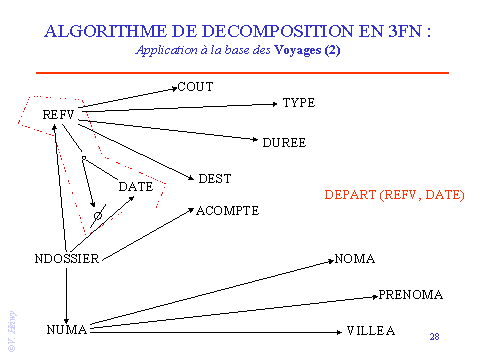 ALGORITHME DE DECOMPOSITION EN 3FN :
Application à la base des Voyages (2)
COUT
TYPE
REFV
DUREE
DEST
DATE
DEPART (REFV, DATE)
ACOMPTE
NDOSSIER
NOMA
PRENOMA
NUMA
VILLEA
28